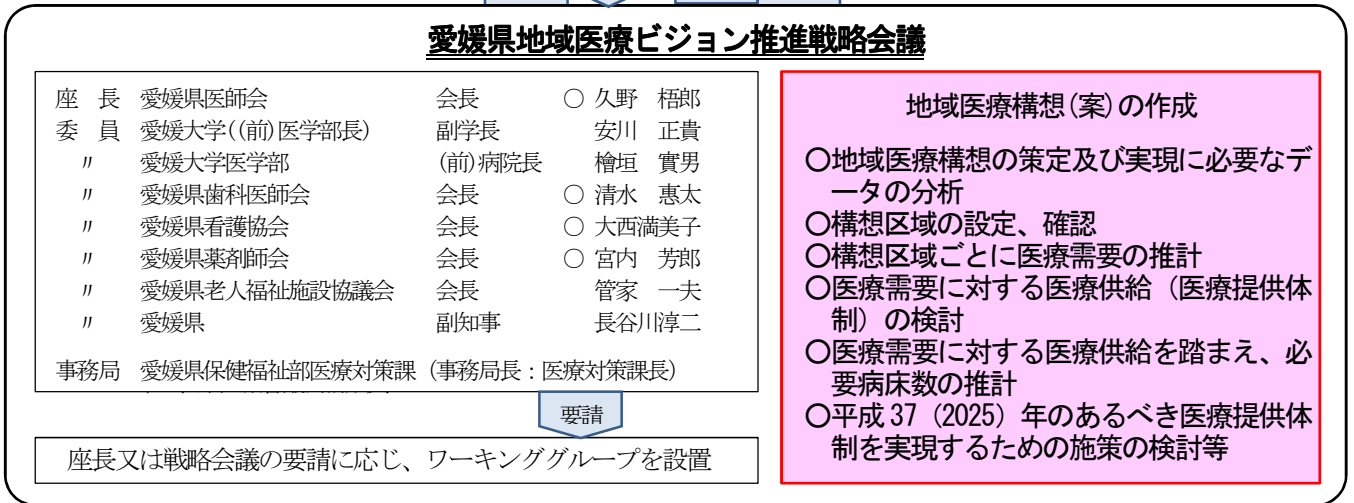 愛媛県地域医療ビジョン推進戦略会議
座　長　愛媛県医師会　会長　○ 久野　梧郎
委　員　愛媛大学((前)医学部長)　副学長　安川　正貴
〃　愛媛大学医学部　(前)病院長　檜垣　實男
〃　愛媛県歯科医師会　会長　○ 清水　惠太
〃　愛媛県看護協会　会長　○ 大西満美子
〃　愛媛県薬剤師会　会長　○ 宮内　芳郎
〃　愛媛県老人福祉施設協議会　会長　管家　一夫
〃　愛媛県　副知事　長谷川淳二
事務局　愛媛県保健福祉部医療対策課（事務局長：医療対策課長）
要請
座長又は戦略会議の要請に応じ、ワーキンググループを設置
地域医療構想(案)の作成
○地域医療構想の策定及び実現に必要なデ
ータの分析
○構想区域の設定、確認
○構想区域ごとに医療需要の推計
○医療需要に対する医療供給（医療提供体
制）の検討
○医療需要に対する医療供給を踏まえ、必
要病床数の推計
○平成 37（2025）年のあるべき医療提供体
制を実現するための施策の検討等